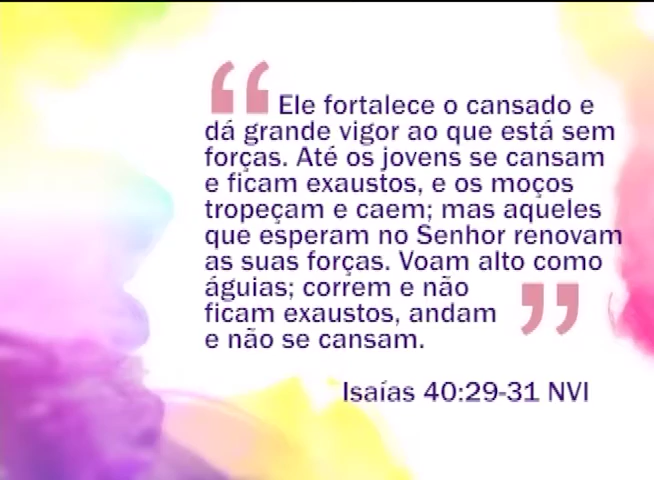 “ Ele fortalece o cansado e
dá grande vigor ao que está sem
forças. Até os jovens se cansam
e ficam exaustos, e os moços
tropeçam e caem; mas aqueles
que esperam no Senhor renovam
as suas forças. Voam alto como
águias; correm e não
ficam exaustos, andam
e não se cansam. ”
Isaías 40:29-31 NVI